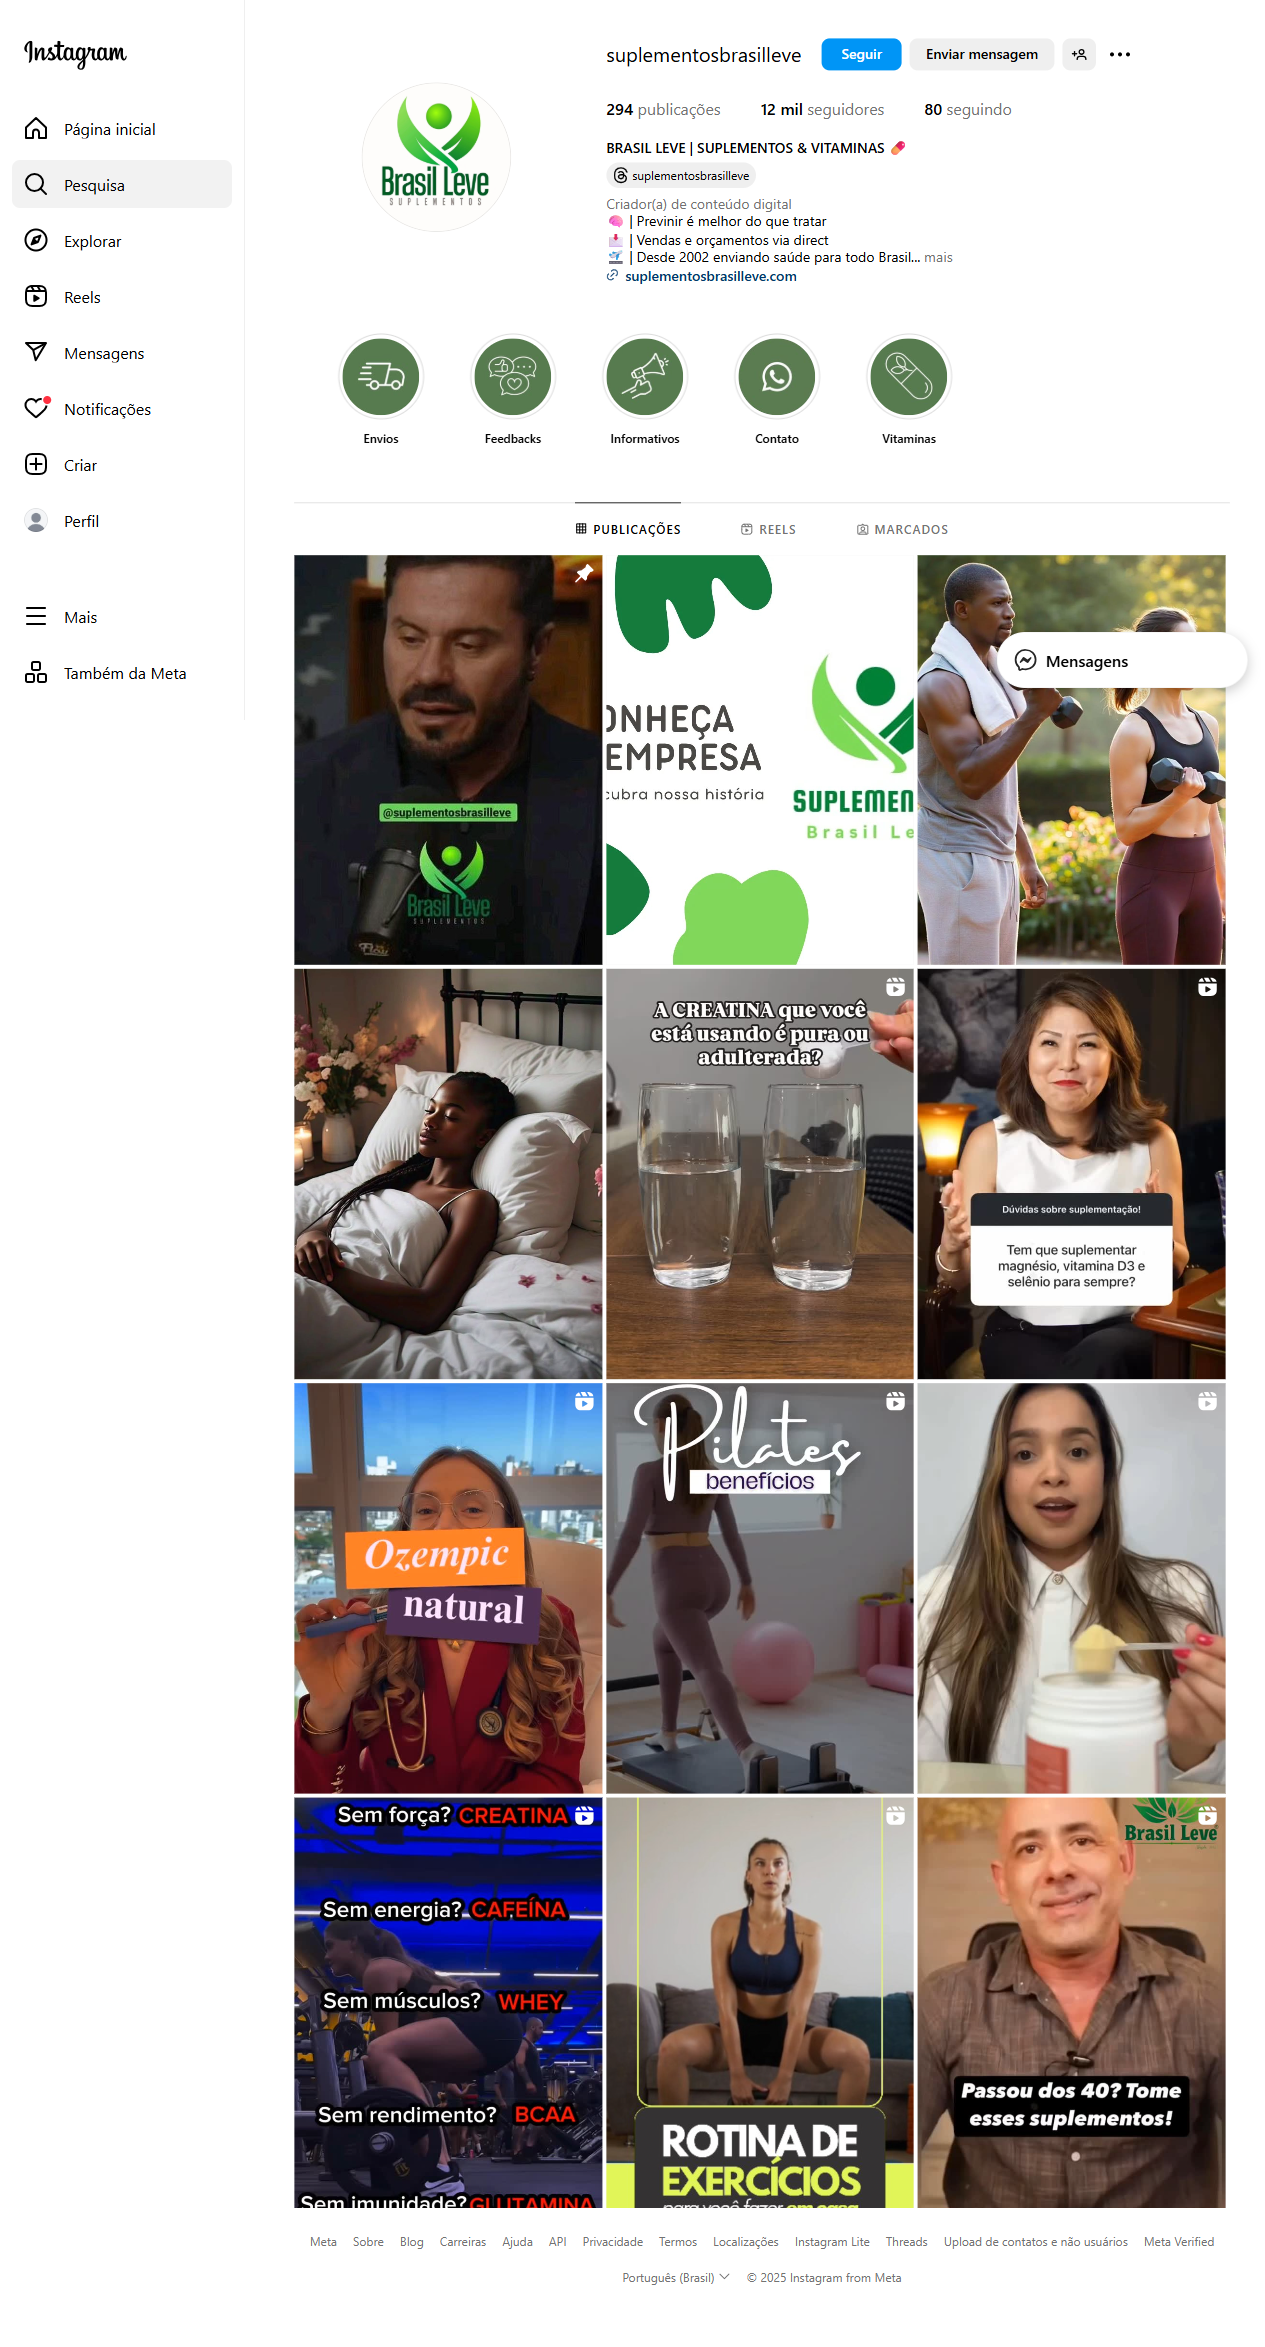 Instagram
Página inicial
Pesquisa
Explorar
Reels
Mensagens
Notificações
Criar
Perfil
Mais
Também da Meta
suplementosbrasilleve
Seguir
Enviar mensagem
294 publicações
12 mil seguidores
80 seguindo
BRASIL LEVE | SUPLEMENTOS & VITAMINAS
suplementosbrasilleve
Criador(a) de conteúdo digital
| Previnir é melhor do que tratar
| Vendas e orçamentos via direct
| Desde 2002 enviando saúde para todo Brasil... mais
suplementosbrasilleve.com
Brasil Leve
SUPLEMENTOS
Envios
Feedbacks
Informativos
Contato
Vitaminas
PUBLICAÇÕES
REELS
MARCADOS
@suplementosbrasilleve
Brasil Leve
SUPLEMENTOS
ONHEÇA
EMPRESA
cubra nossa história
SUPLEMEN
Brasil Le
Mensagens
A CREATINA que você
está usando é pura ou
adulterada?
Dúvidas sobre suplementação!
Tem que suplementar
magnésio, vitamina D3 e
selênio para sempre?
Ozempic
natural
Pilates
benefícios
Sem força? CREATINA
Sem energia? CAFEÍNA
Sem músculos? WHEY
Sem rendimento? BCAA
Sem imunidade? GLUTAMINA
ROTINA DE
EXERCÍCIOS
para você fazer em casa
Brasil Leve
Passou dos 40? Tome
esses suplementos!
Meta
Sobre
Blog
Carreiras
Ajuda
API
Privacidade
Termos
Localizações
Instagram Lite
Threads
Upload de contatos e não usuários
Meta Verified
Português (Brasil)
© 2025 Instagram from Meta